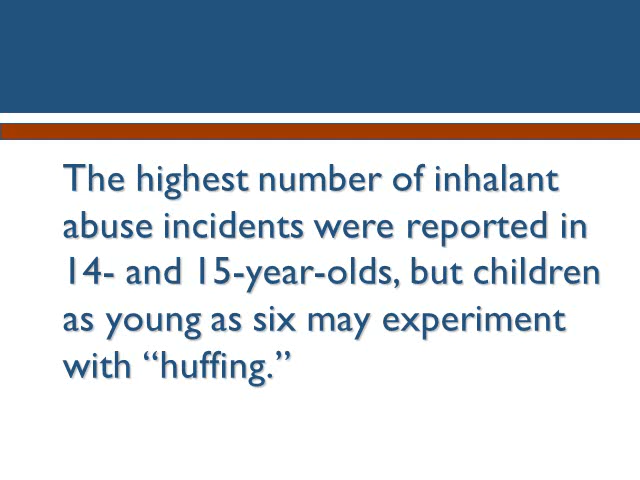 The highest number of inhalant
abuse incidents were reported in
14- and 15-year-olds, but children
as young as six may experiment
with “huffing.”